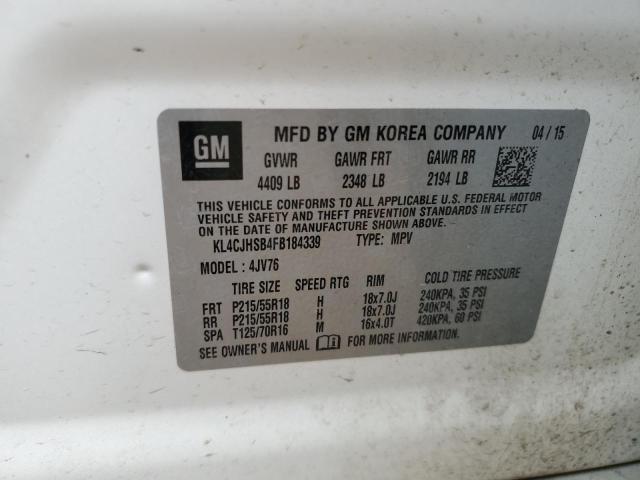 GM
MFD BY GM KOREA COMPANY 04 / 15
GVWR GAWR FRT GAWR RR
4409 LB 2348 LB 2194 LB
THIS VEHICLE CONFORMS TO ALL APPLICABLE U.S. FEDERAL MOTOR
VEHICLE SAFETY AND THEFT PREVENTION STANDARDS IN EFFECT
ON THE DATE OF MANUFACTURE SHOWN ABOVE.
KL4CJHSB4FB184339 TYPE: MPV
MODEL : 4JV76
TIRE SIZE SPEED RTG RIM COLD TIRE PRESSURE
FRT P215/55R18 H 18x7.0J 240KPA, 35 PSI
RR P215/55R18 H 18x7.0J 240KPA, 35 PSI
SPA T125/70R16 M 16x4.0T 420KPA, 60 PSI
SEE OWNER'S MANUAL FOR MORE INFORMATION.